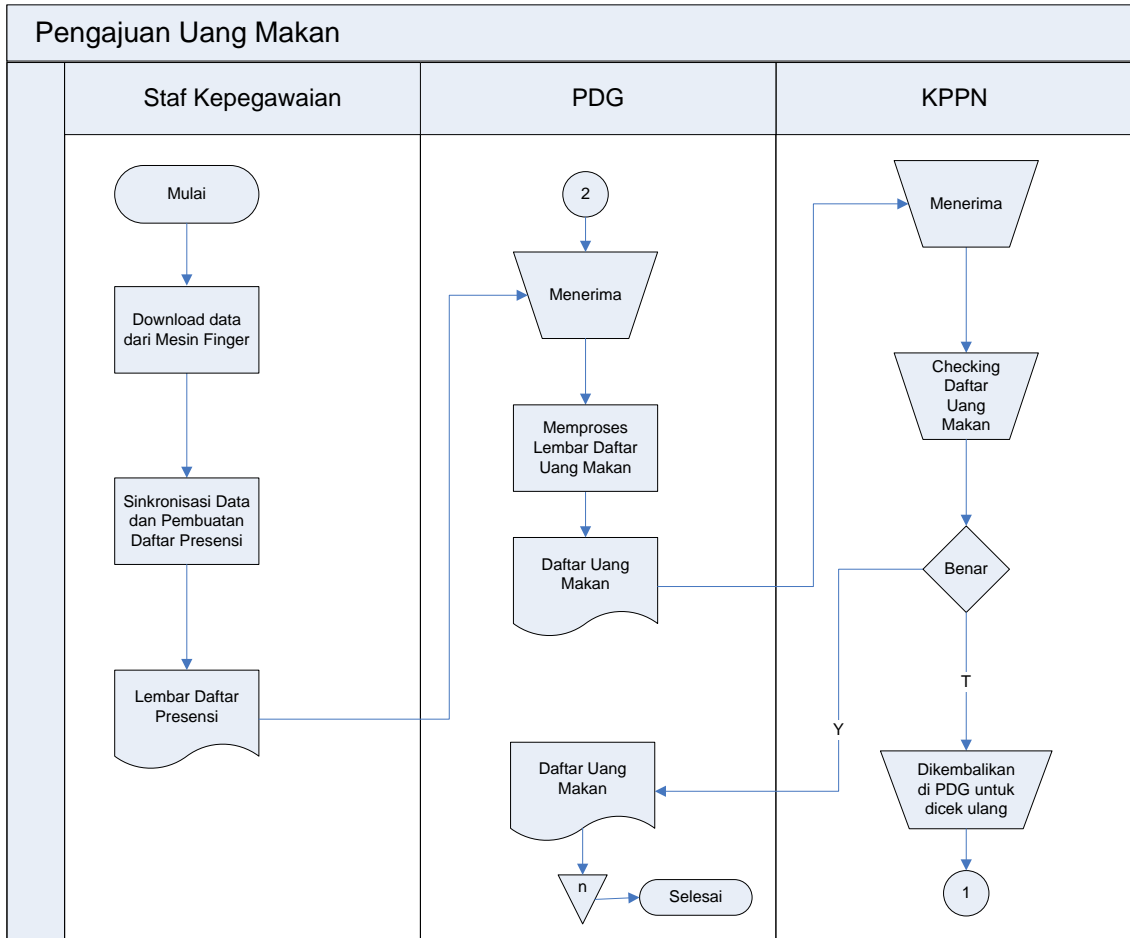 Pengajuan Uang Makan
Staf Kepegawaian
PDG
KPPN
Mulai
Download data
dari Mesin Finger
Sinkronisasi Data
dan Pembuatan
Daftar Presensi
Lembar Daftar
Presensi
2
Menerima
Memproses
Lembar Daftar
Uang Makan
Daftar Uang
Makan
Daftar Uang
Makan
n
Selesai
Menerima
Checking
Daftar
Uang
Makan
Benar
T
Y
Dikembalikan
di PDG untuk
dicek ulang
1